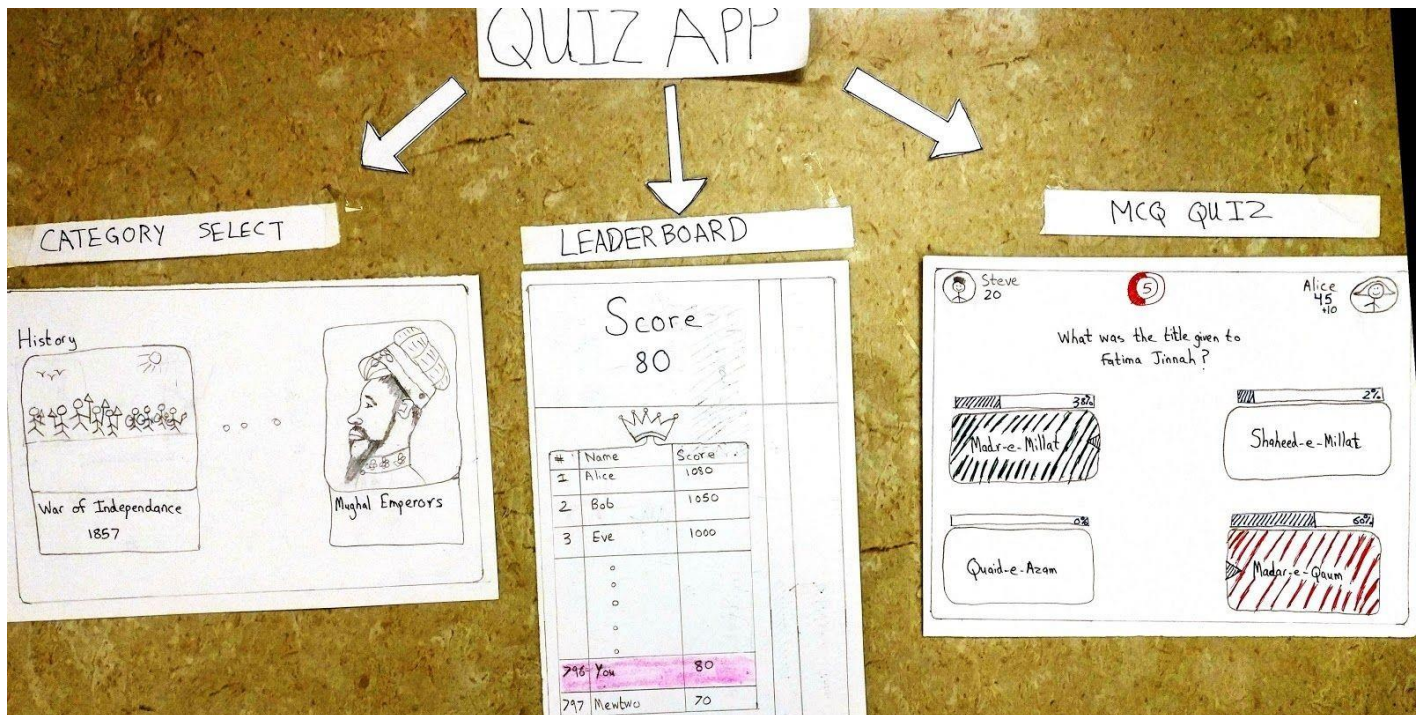 QUIZ APP
CATEGORY SELECT
History
War of Independance
1857
Mughal Emperors
LEADERBOARD
Score
80
# Name Score
1 Alice 1080
2 Bob 1050
3 Eve 1000
796 You 80
797 Mewtwo 70
MCQ QUIZ
Steve
20
5
Alice
45
+10
What was the title given to
Fatima Jinnah?
38%
Madr-e-Millat
2%
Shaheed-e-Millat
0%
Quaid-e-Azam
60%
Madar-e-Qaum